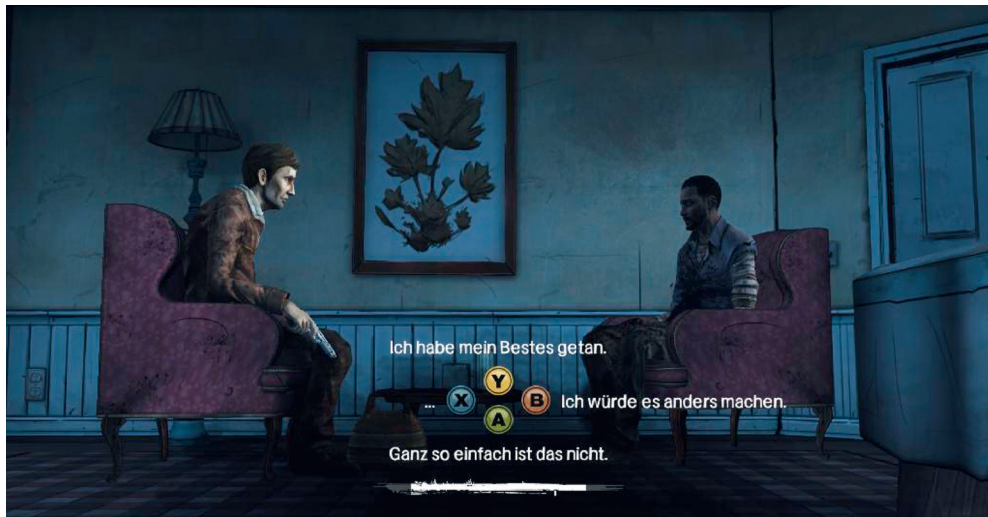 Ich habe mein Bestes getan.
Y
... X B Ich würde es anders machen.
A
Ganz so einfach ist das nicht.